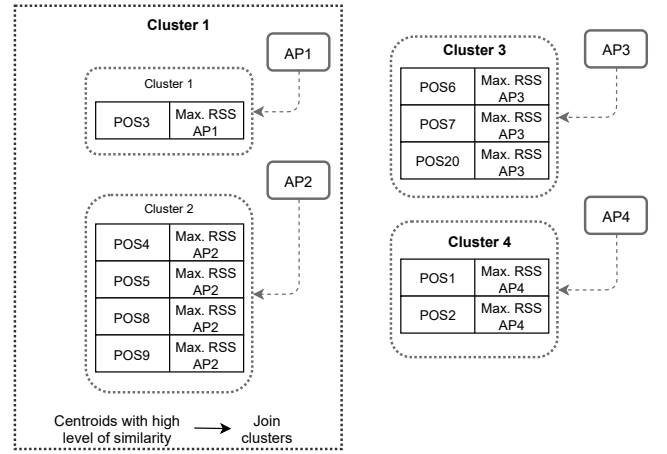 Cluster 1
AP1
Cluster 1
POS3
Max. RSS
AP1
AP2
Cluster 2
POS4
Max. RSS
AP2
POS5
Max. RSS
AP2
POS8
Max. RSS
AP2
POS9
Max. RSS
AP2
Centroids with high
level of similarity
Join
clusters
Cluster 3
AP3
POS6
Max. RSS
AP3
POS7
Max. RSS
AP3
POS20
Max. RSS
AP3
AP4
Cluster 4
POS1
Max. RSS
AP4
POS2
Max. RSS
AP4